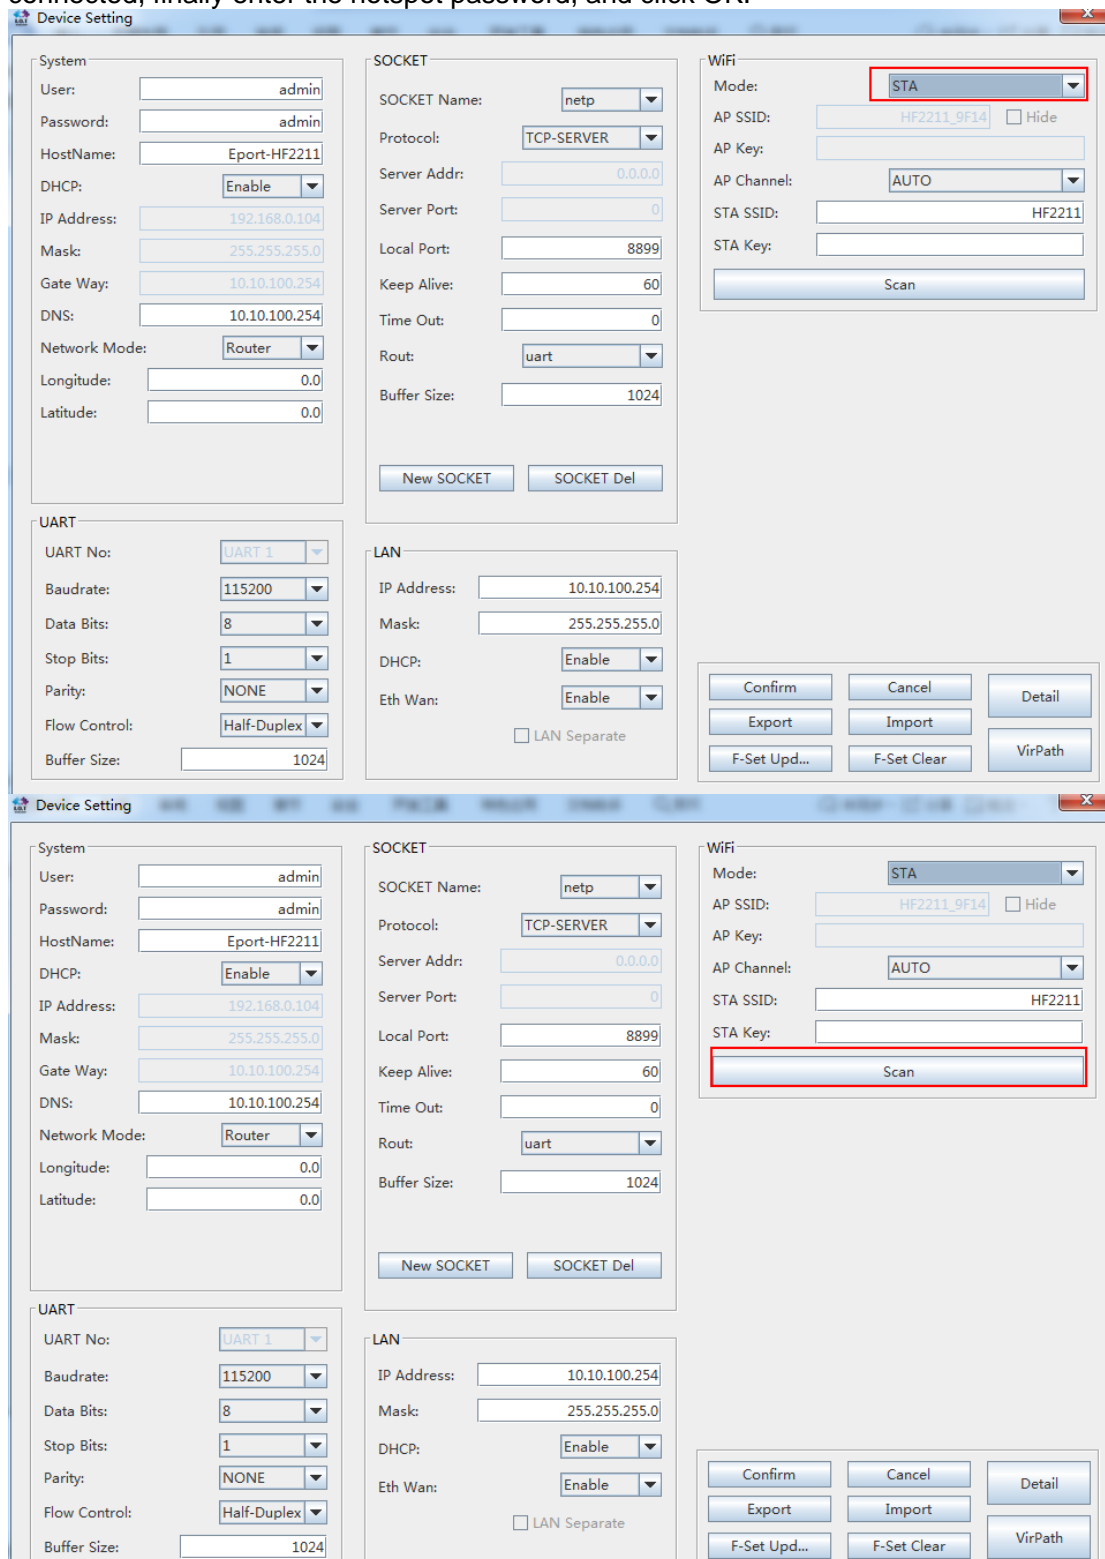 connected, finally enter the hotspot password, and click OK.
Device Setting
System
User: admin
Password: admin
HostName: Eport-HF2211
DHCP: Enable
IP Address: 192.168.0.104
Mask: 255.255.255.0
Gate Way: 10.10.100.254
DNS: 10.10.100.254
Network Mode: Router
Longitude: 0.0
Latitude: 0.0
UART
UART No: UART 1
Baudrate: 115200
Data Bits: 8
Stop Bits: 1
Parity: NONE
Flow Control: Half-Duplex
Buffer Size: 1024
SOCKET
SOCKET Name: netp
Protocol: TCP-SERVER
Server Addr: 0.0.0.0
Server Port: 0
Local Port: 8899
Keep Alive: 60
Time Out: 0
Rout: uart
Buffer Size: 1024
New SOCKET SOCKET Del
LAN
IP Address: 10.10.100.254
Mask: 255.255.255.0
DHCP: Enable
Eth Wan: Enable
LAN Separate
WiFi
Mode: STA
AP SSID: HF2211_9F14 Hide
AP Key:
AP Channel: AUTO
STA SSID: HF2211
STA Key:
Scan
Confirm Cancel Detail
Export Import
F-Set Upd... F-Set Clear VirPath
Device Setting
System
User: admin
Password: admin
HostName: Eport-HF2211
DHCP: Enable
IP Address: 192.168.0.104
Mask: 255.255.255.0
Gate Way: 10.10.100.254
DNS: 10.10.100.254
Network Mode: Router
Longitude: 0.0
Latitude: 0.0
UART
UART No: UART 1
Baudrate: 115200
Data Bits: 8
Stop Bits: 1
Parity: NONE
Flow Control: Half-Duplex
Buffer Size: 1024
SOCKET
SOCKET Name: netp
Protocol: TCP-SERVER
Server Addr: 0.0.0.0
Server Port: 0
Local Port: 8899
Keep Alive: 60
Time Out: 0
Rout: uart
Buffer Size: 1024
New SOCKET SOCKET Del
LAN
IP Address: 10.10.100.254
Mask: 255.255.255.0
DHCP: Enable
Eth Wan: Enable
LAN Separate
WiFi
Mode: STA
AP SSID: HF2211_9F14 Hide
AP Key:
AP Channel: AUTO
STA SSID: HF2211
STA Key:
Scan
Confirm Cancel Detail
Export Import
F-Set Upd... F-Set Clear VirPath